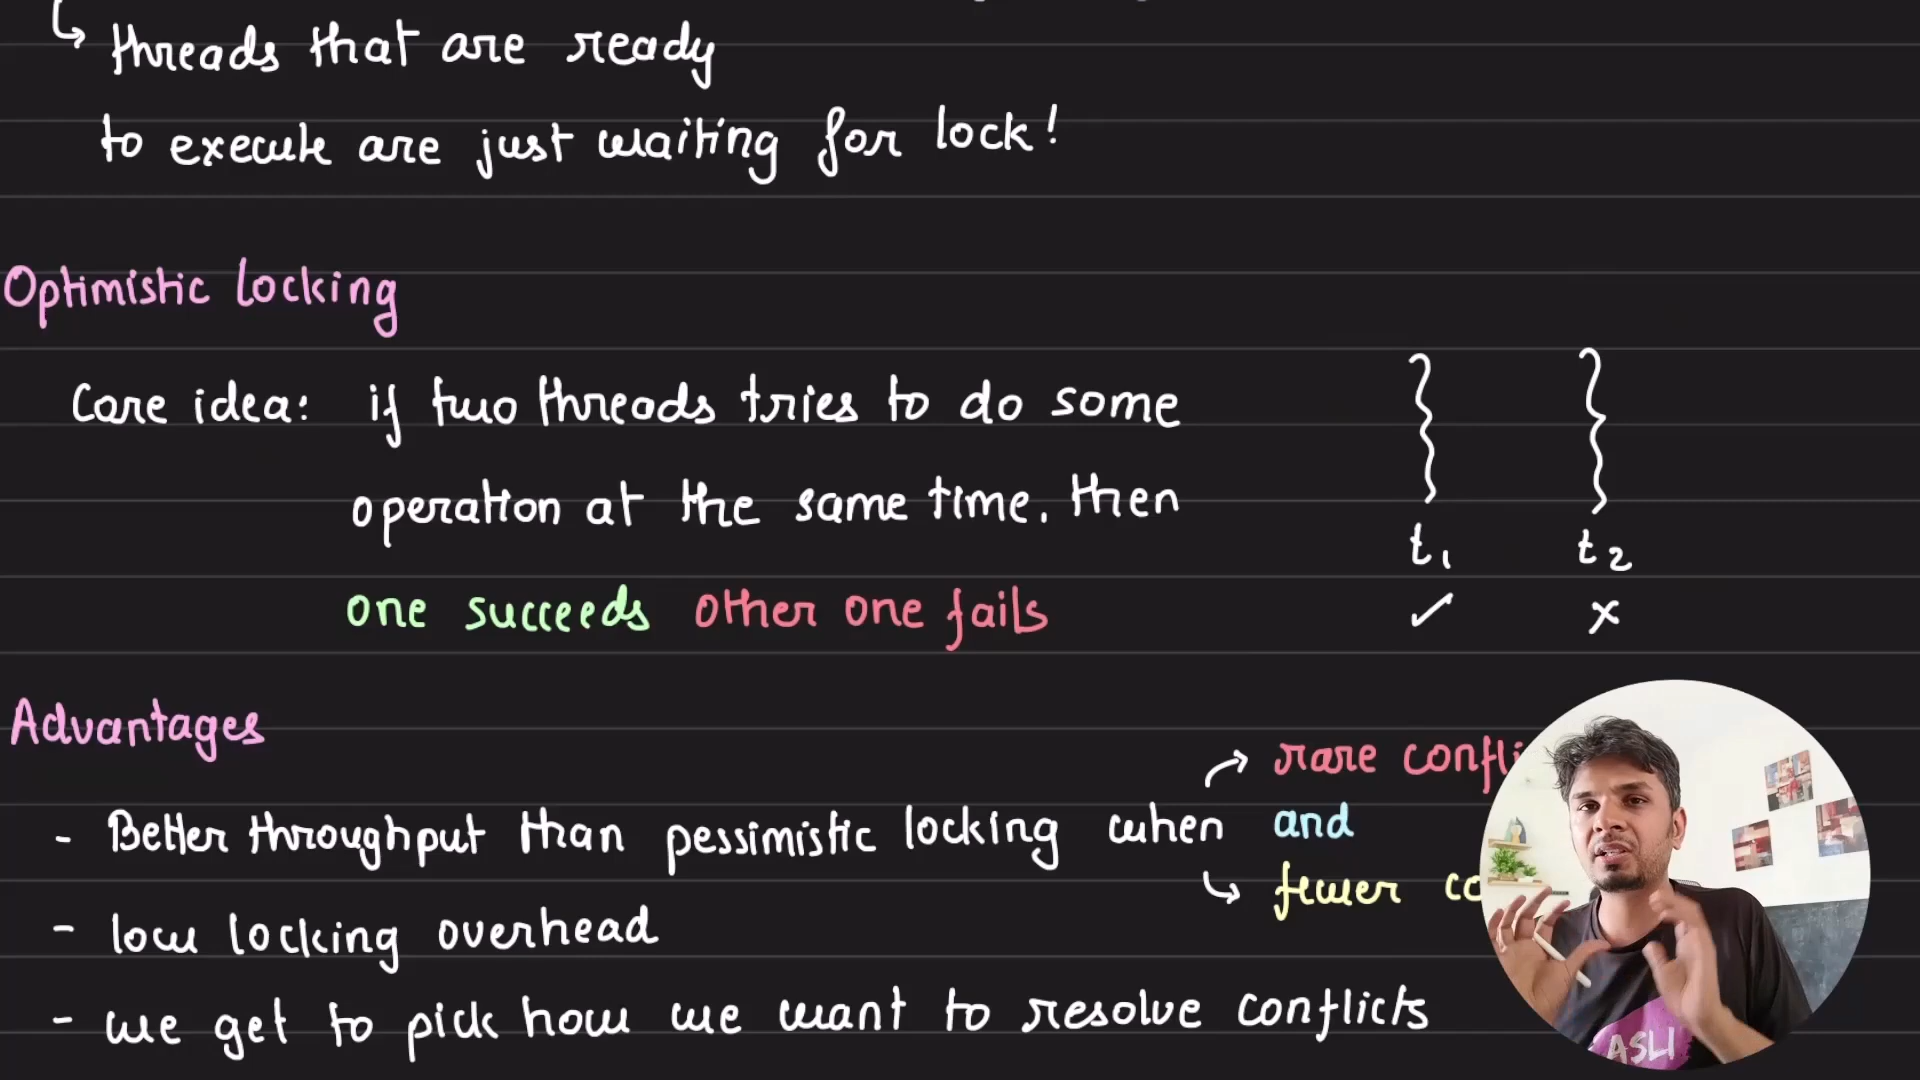 ↳ threads that are ready
to execute are just waiting for lock!
Optimistic locking
Core idea: if two threads tries to do some
operation at the same time. then
one succeeds other one fails
t1 t2
✓ x
Advantages
rare
- Better throughput than pessimistic locking when and
fewer
- low locking overhead
- we get to pick how we want to resolve conflicts
ASLI